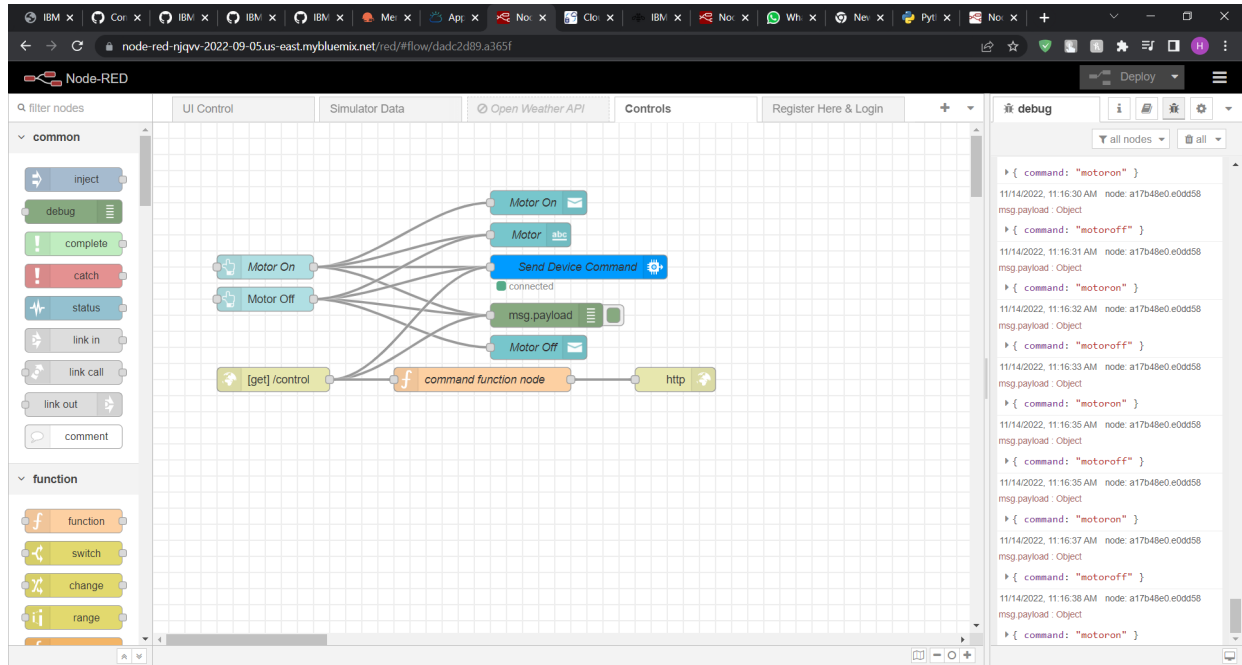 IBM
Con
IBM
IBM
IBM
Mer
App
Noc
Clou
IBM
Noc
Wha
Nev
Pytl
Noc
node-red-njqvv-2022-09-05.us-east.mybluemix.net/red/#flow/dadc2d89.a365f
H
Node-RED
Deploy
filter nodes
UI Control
Simulator Data
Open Weather API
Controls
Register Here & Login
debug
i
all nodes
all
common
inject
debug
complete
catch
status
link in
link call
link out
comment
function
function
switch
change
range
Motor On
Motor
abc
Motor On
Send Device Command
connected
Motor Off
msg.payload
Motor Off
[get] /control
command function node
http
{ command: "motoron" }
11/14/2022, 11:16:30 AM node: a17b48e0.e0dd58
msg.payload : Object
{ command: "motoroff" }
11/14/2022, 11:16:31 AM node: a17b48e0.e0dd58
msg.payload : Object
{ command: "motoron" }
11/14/2022, 11:16:32 AM node: a17b48e0.e0dd58
msg.payload : Object
{ command: "motoroff" }
11/14/2022, 11:16:33 AM node: a17b48e0.e0dd58
msg.payload : Object
{ command: "motoron" }
11/14/2022, 11:16:35 AM node: a17b48e0.e0dd58
msg.payload : Object
{ command: "motoroff" }
11/14/2022, 11:16:35 AM node: a17b48e0.e0dd58
msg.payload : Object
{ command: "motoron" }
11/14/2022, 11:16:37 AM node: a17b48e0.e0dd58
msg.payload : Object
{ command: "motoroff" }
11/14/2022, 11:16:38 AM node: a17b48e0.e0dd58
msg.payload : Object
{ command: "motoron" }